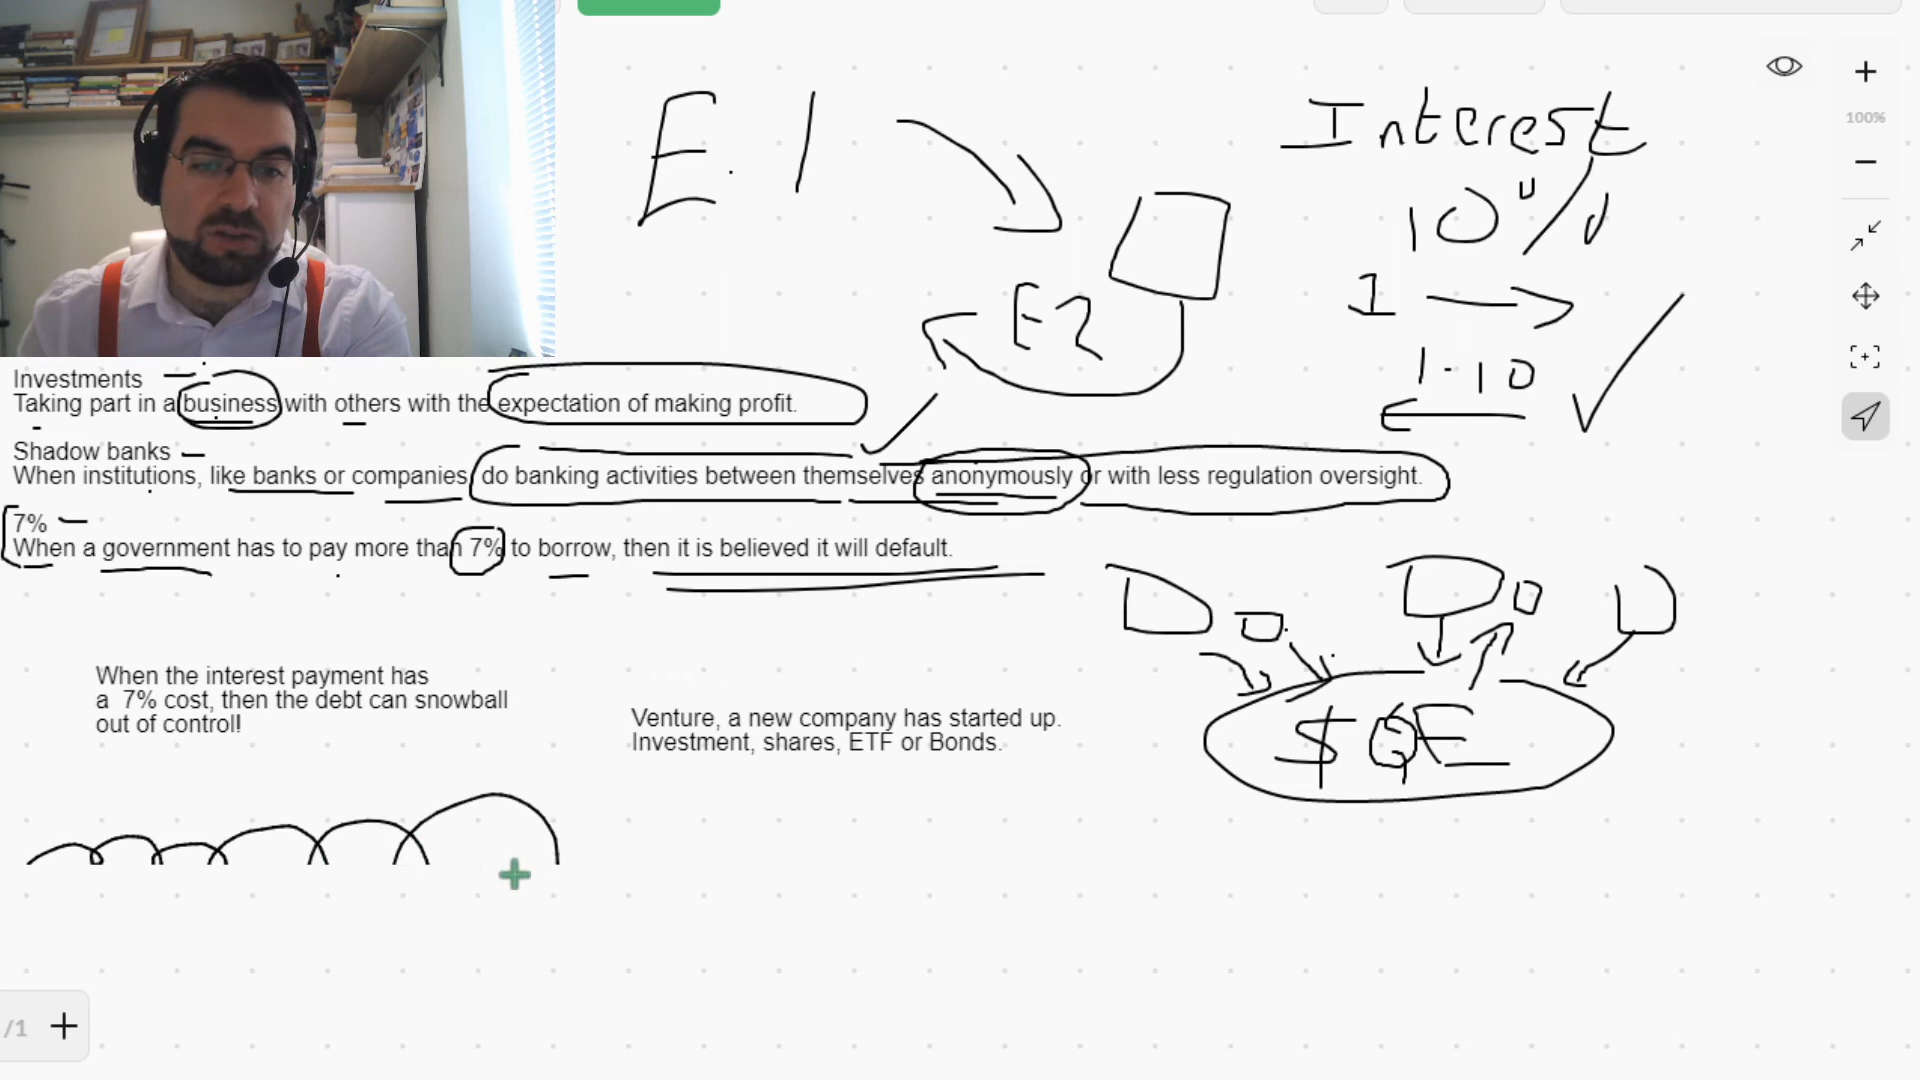 E.1
Interest
10%
E2
1
1.10
Investments
Taking part in a business with others with the expectation of making profit.
Shadow banks
When institutions, like banks or companies, do banking activities between themselves anonymously or with less regulation oversight.
7%
When a government has to pay more than 7% to borrow, then it is believed it will default.
D D D
When the interest payment has
a 7% cost, then the debt can snowball
out of control!
Venture, a new company has started up.
Investment, shares, ETF or Bonds.
100%
/1